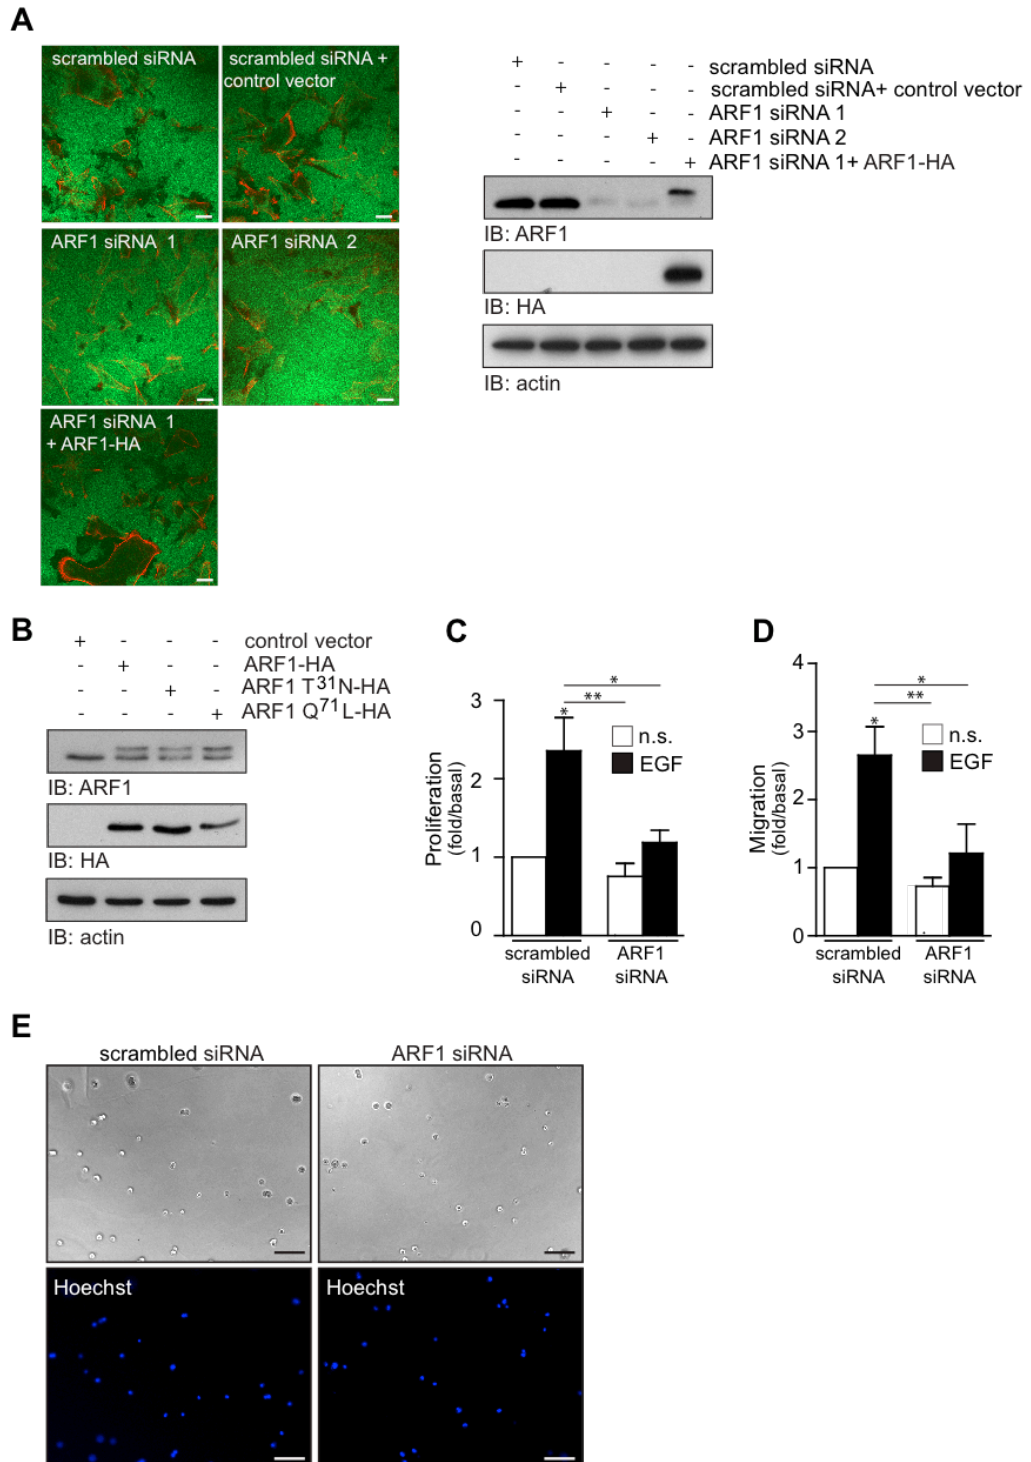 A
scrambled siRNA
scrambled siRNA +
control vector
ARF1 siRNA 1
ARF1 siRNA 2
ARF1 siRNA 1
+ ARF1-HA
+ - - - - scrambled siRNA
- + - - - scrambled siRNA+ control vector
- - + - - ARF1 siRNA 1
- - - + - ARF1 siRNA 2
- - - - + ARF1 siRNA 1+ ARF1-HA
IB: ARF1
IB: HA
IB: actin
B
+ - - - control vector
- + - - ARF1-HA
- - + - ARF1 T31N-HA
- - - + ARF1 Q71L-HA
IB: ARF1
IB: HA
IB: actin
C
Proliferation
(fold/basal)
3
2
1
0
*
**
*
n.s.
EGF
scrambled
siRNA
ARF1
siRNA
D
Migration
(fold/basal)
4
3
2
1
0
*
**
*
n.s.
EGF
scrambled
siRNA
ARF1
siRNA
E
scrambled siRNA
ARF1 siRNA
Hoechst
Hoechst